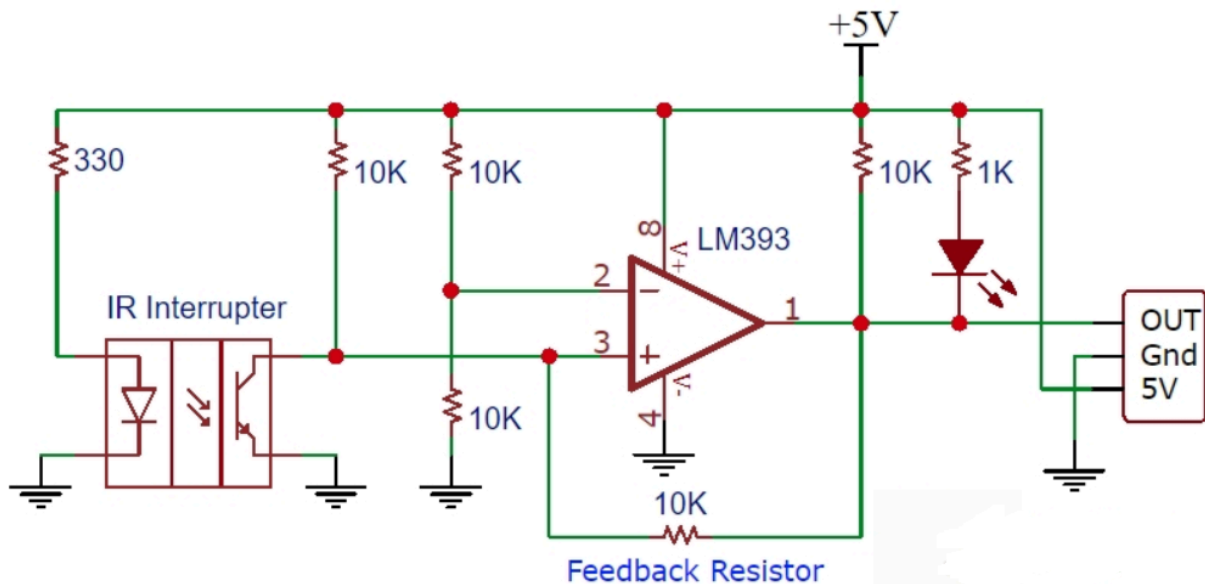 +5V
330
10K
10K
10K
1K
8
V+
LM393
2
−
1
IR Interrupter
3
+
OUT
Gnd
5V
V-
4
10K
10K
Feedback Resistor